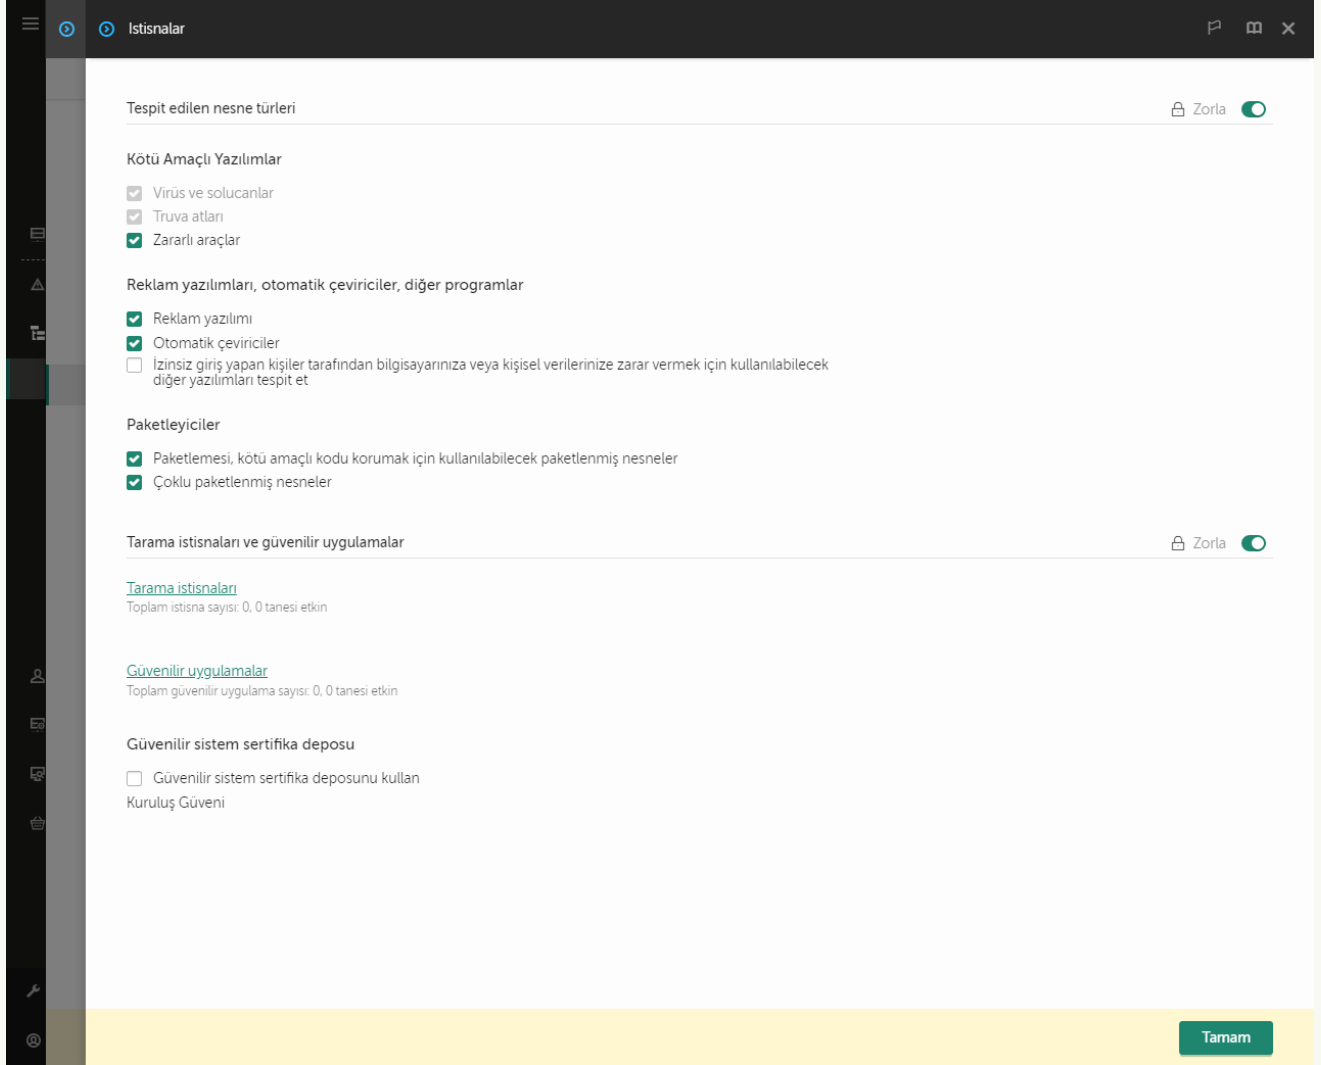 Istisnalar
Tespit edilen nesne türleri
Zorla
Kötü Amaçlı Yazılımlar
Virüs ve solucanlar
Truva atları
Zararlı araçlar
Reklam yazılımları, otomatik çeviriciler, diğer programlar
Reklam yazılımı
Otomatik çeviriciler
İzinsiz giriş yapan kişiler tarafından bilgisayarınıza veya kişisel verilerinize zarar vermek için kullanılabilecek
diğer yazılımları tespit et
Paketleyiciler
Paketlemesi, kötü amaçlı kodu korumak için kullanılabilecek paketlenmiş nesneler
Çoklu paketlenmiş nesneler
Tarama istisnaları ve güvenilir uygulamalar
Zorla
Tarama istisnaları
Toplam istisna sayısı: 0, 0 tanesi etkin
Güvenilir uygulamalar
Toplam güvenilir uygulama sayısı: 0, 0 tanesi etkin
Güvenilir sistem sertifika deposu
Güvenilir sistem sertifika deposunu kullan
Kuruluş Güveni
Tamam